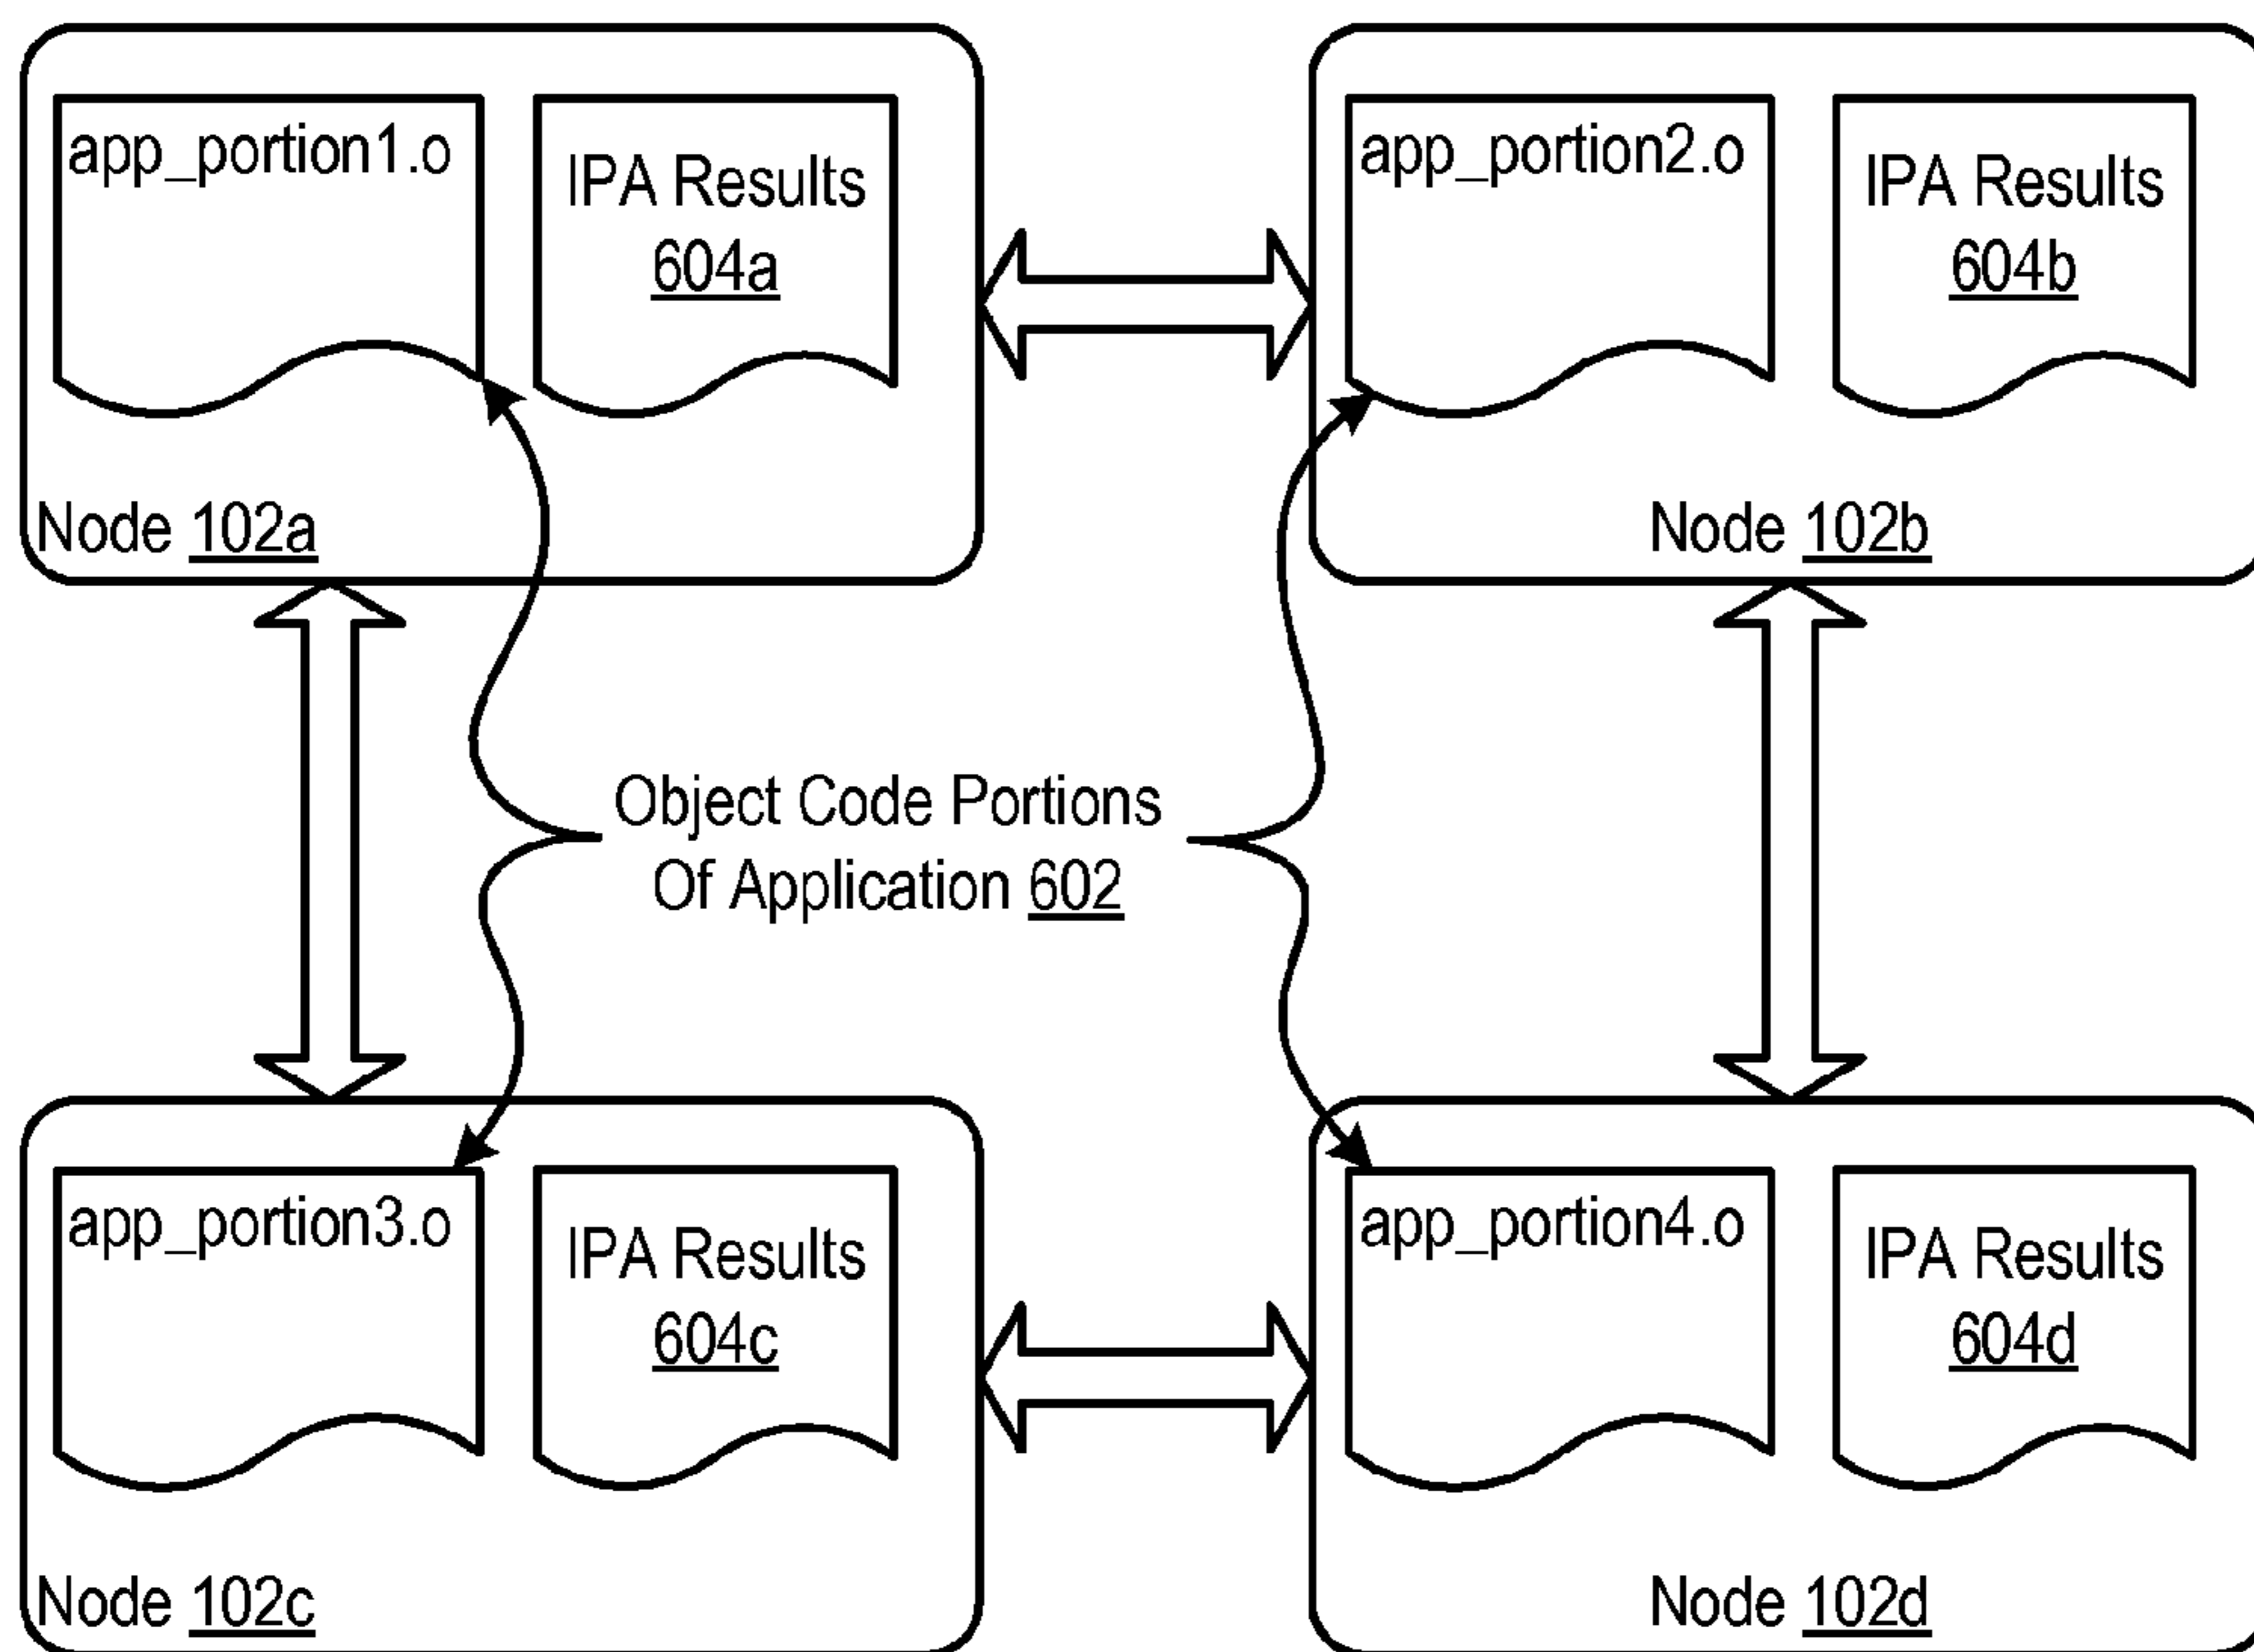 app_portion1.o
IPA Results
604a
Node 102a
app_portion2.o
IPA Results
604b
Node 102b
Object Code Portions
Of Application 602
app_portion3.o
IPA Results
604c
Node 102c
app_portion4.o
IPA Results
604d
Node 102d